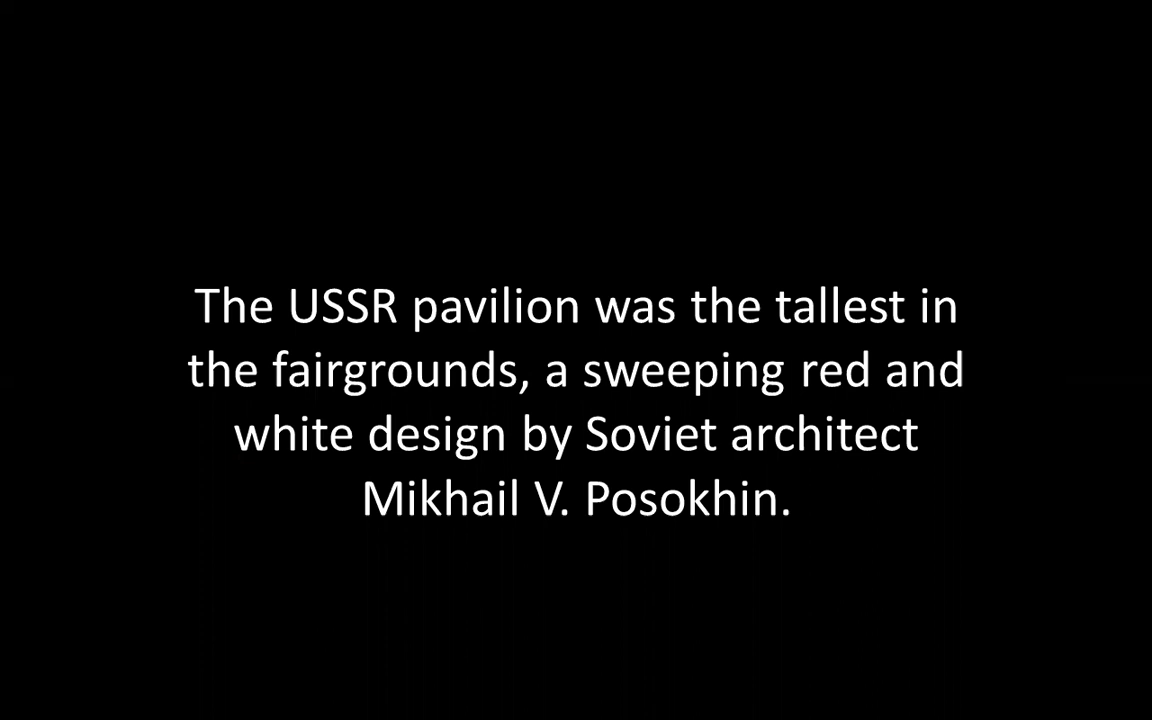 The USSR pavilion was the tallest in
the fairgrounds, a sweeping red and
white design by Soviet architect
Mikhail V. Posokhin.